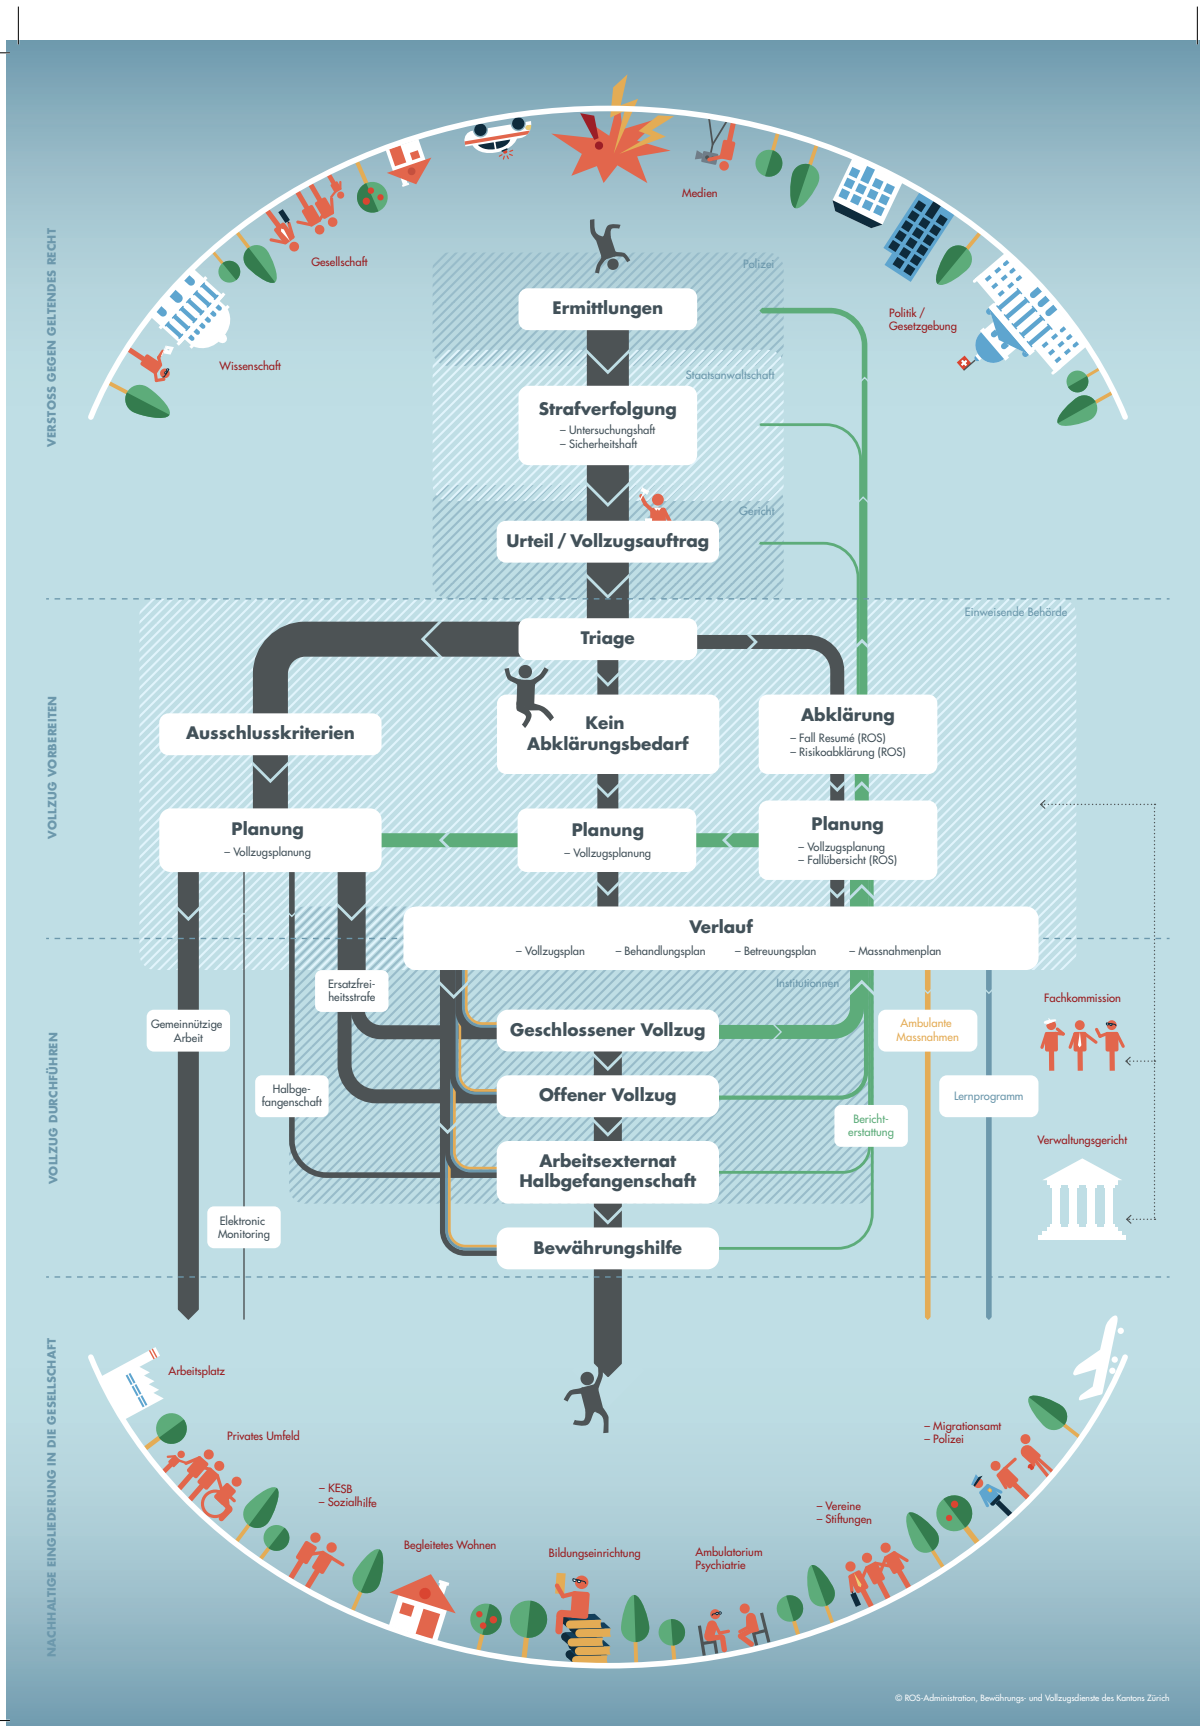 Medien
Gesellschaft
Polizei
Ermittlungen
Politik /
Gesetzgebung
Wissenschaft
Staatsanwaltschaft
Strafverfolgung
– Untersuchungshaft
– Sicherheitshaft
VERSTOSS GEGEN GELTENDES RECHT
Gericht
Urteil / Vollzugsauftrag
Einweisende Behörde
Triage
Ausschlusskriterien
Kein
Abklärungsbedarf
Abklärung
– Fall Resumé (ROS)
– Risikoabklärung (ROS)
VOLLZUG VORBEREITEN
Planung
– Vollzugsplanung
Planung
– Vollzugsplanung
Planung
– Vollzugsplanung
– Fallübersicht (ROS)
Verlauf
– Vollzugsplan
– Behandlungsplan
– Betreuungsplan
– Massnahmenplan
Institutionnen
Ersatzfrei-
heitsstrafe
Fachkommission
Gemeinnützige
Arbeit
Geschlossener Vollzug
Ambulante
Massnahmen
Halbge-
fangenschaft
Offener Vollzug
Lernprogramm
VOLLZUG DURCHFÜHREN
Bericht-
erstattung
Verwaltungsgericht
Arbeitsexternat
Halbgefangenschaft
Elektronic
Monitoring
Bewährungshilfe
NACHHALTIGE EINGLIEDERUNG IN DIE GESELLSCHAFT
Arbeitsplatz
Privates Umfeld
– Migrationsamt
– Polizei
– KESB
– Sozialhilfe
– Vereine
– Stiftungen
Begleitetes Wohnen
Bildungseinrichtung
Ambulatorium
Psychiatrie
© ROS-Administration, Bewährungs- und Vollzugsdienste des Kantons Zürich